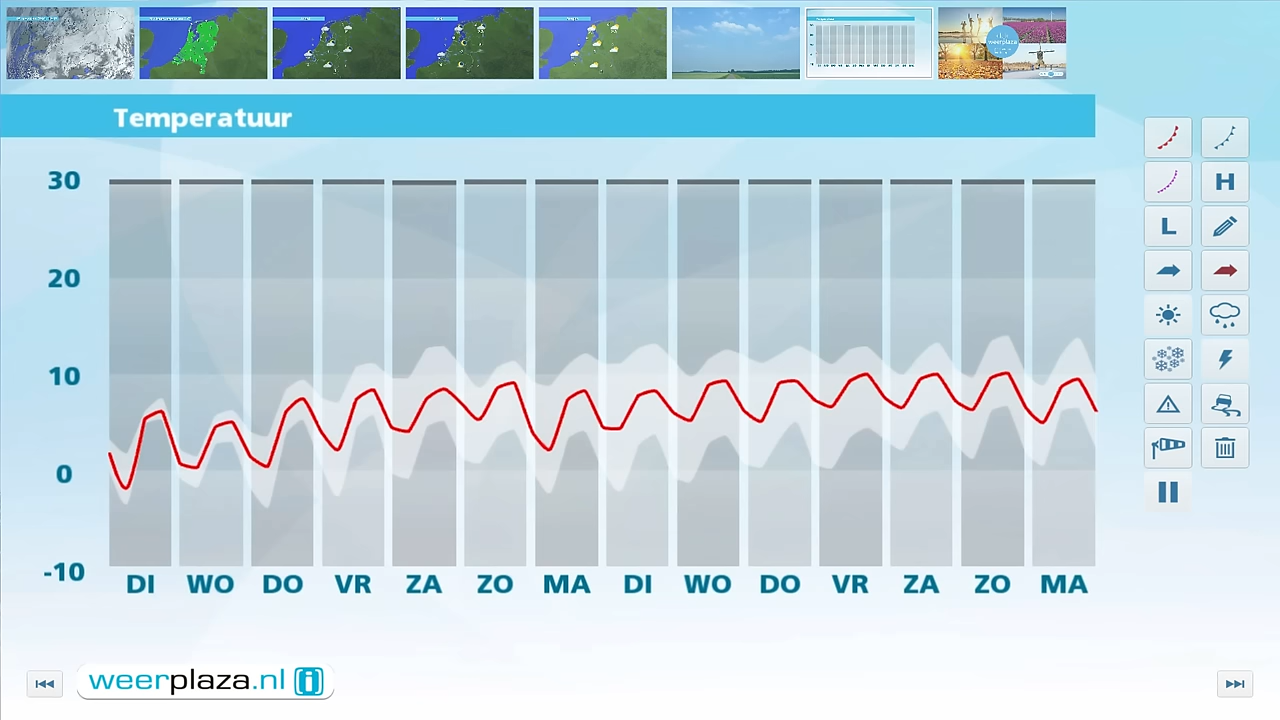 weerplaza
Temperatuur
30
20
10
0
-10
DI WO DO VR ZA ZO MA DI WO DO VR ZA ZO MA
H
L
weerplaza.nl i